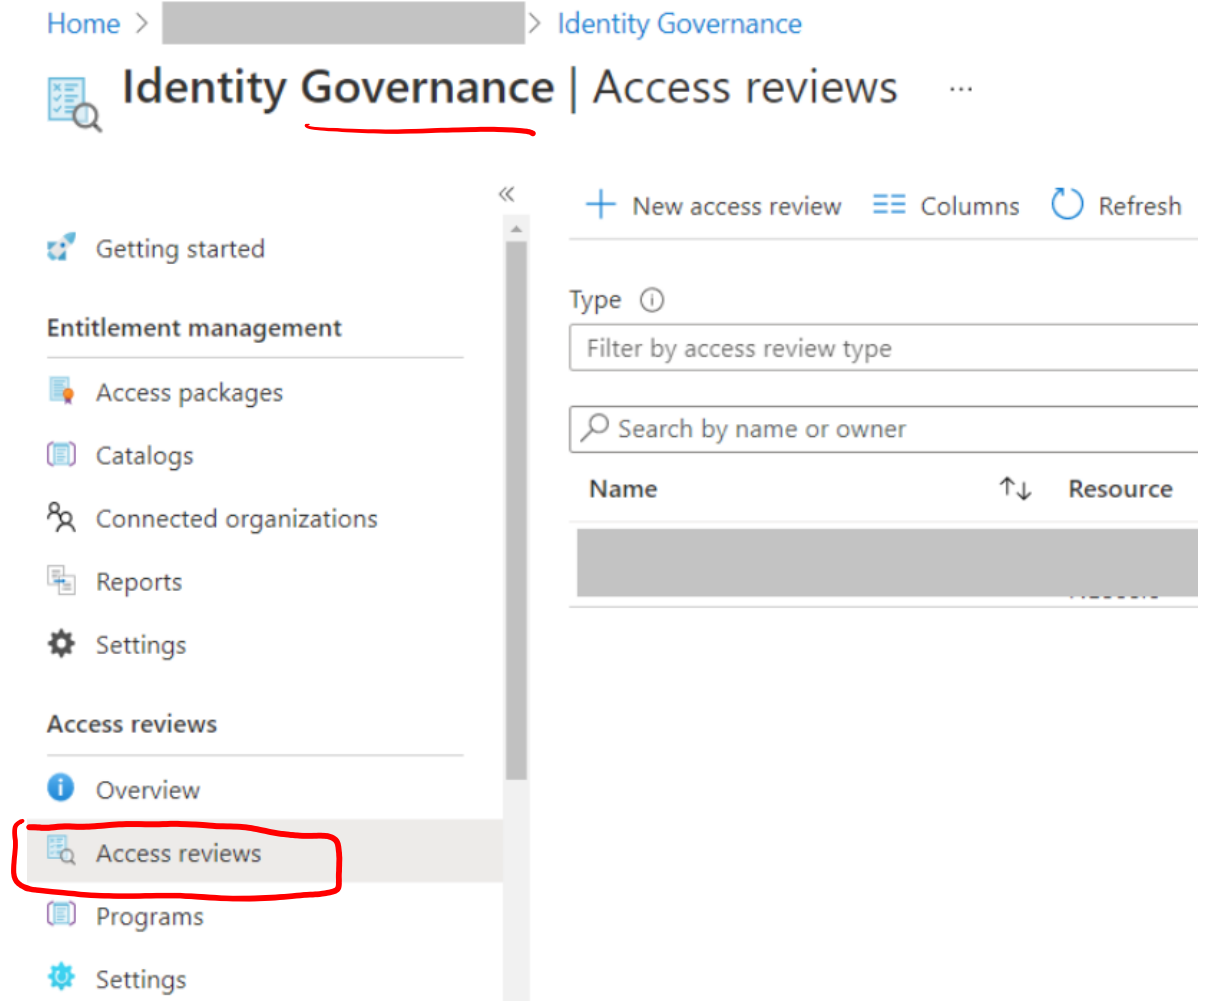 Home > > Identity Governance
Identity Governance | Access reviews ...
«
New access review Columns Refresh
Getting started
Type
Entitlement management
Filter by access review type
Access packages
Search by name or owner
Catalogs
Name Resource
Connected organizations
Reports
Settings
Access reviews
Overview
Access reviews
Programs
Settings